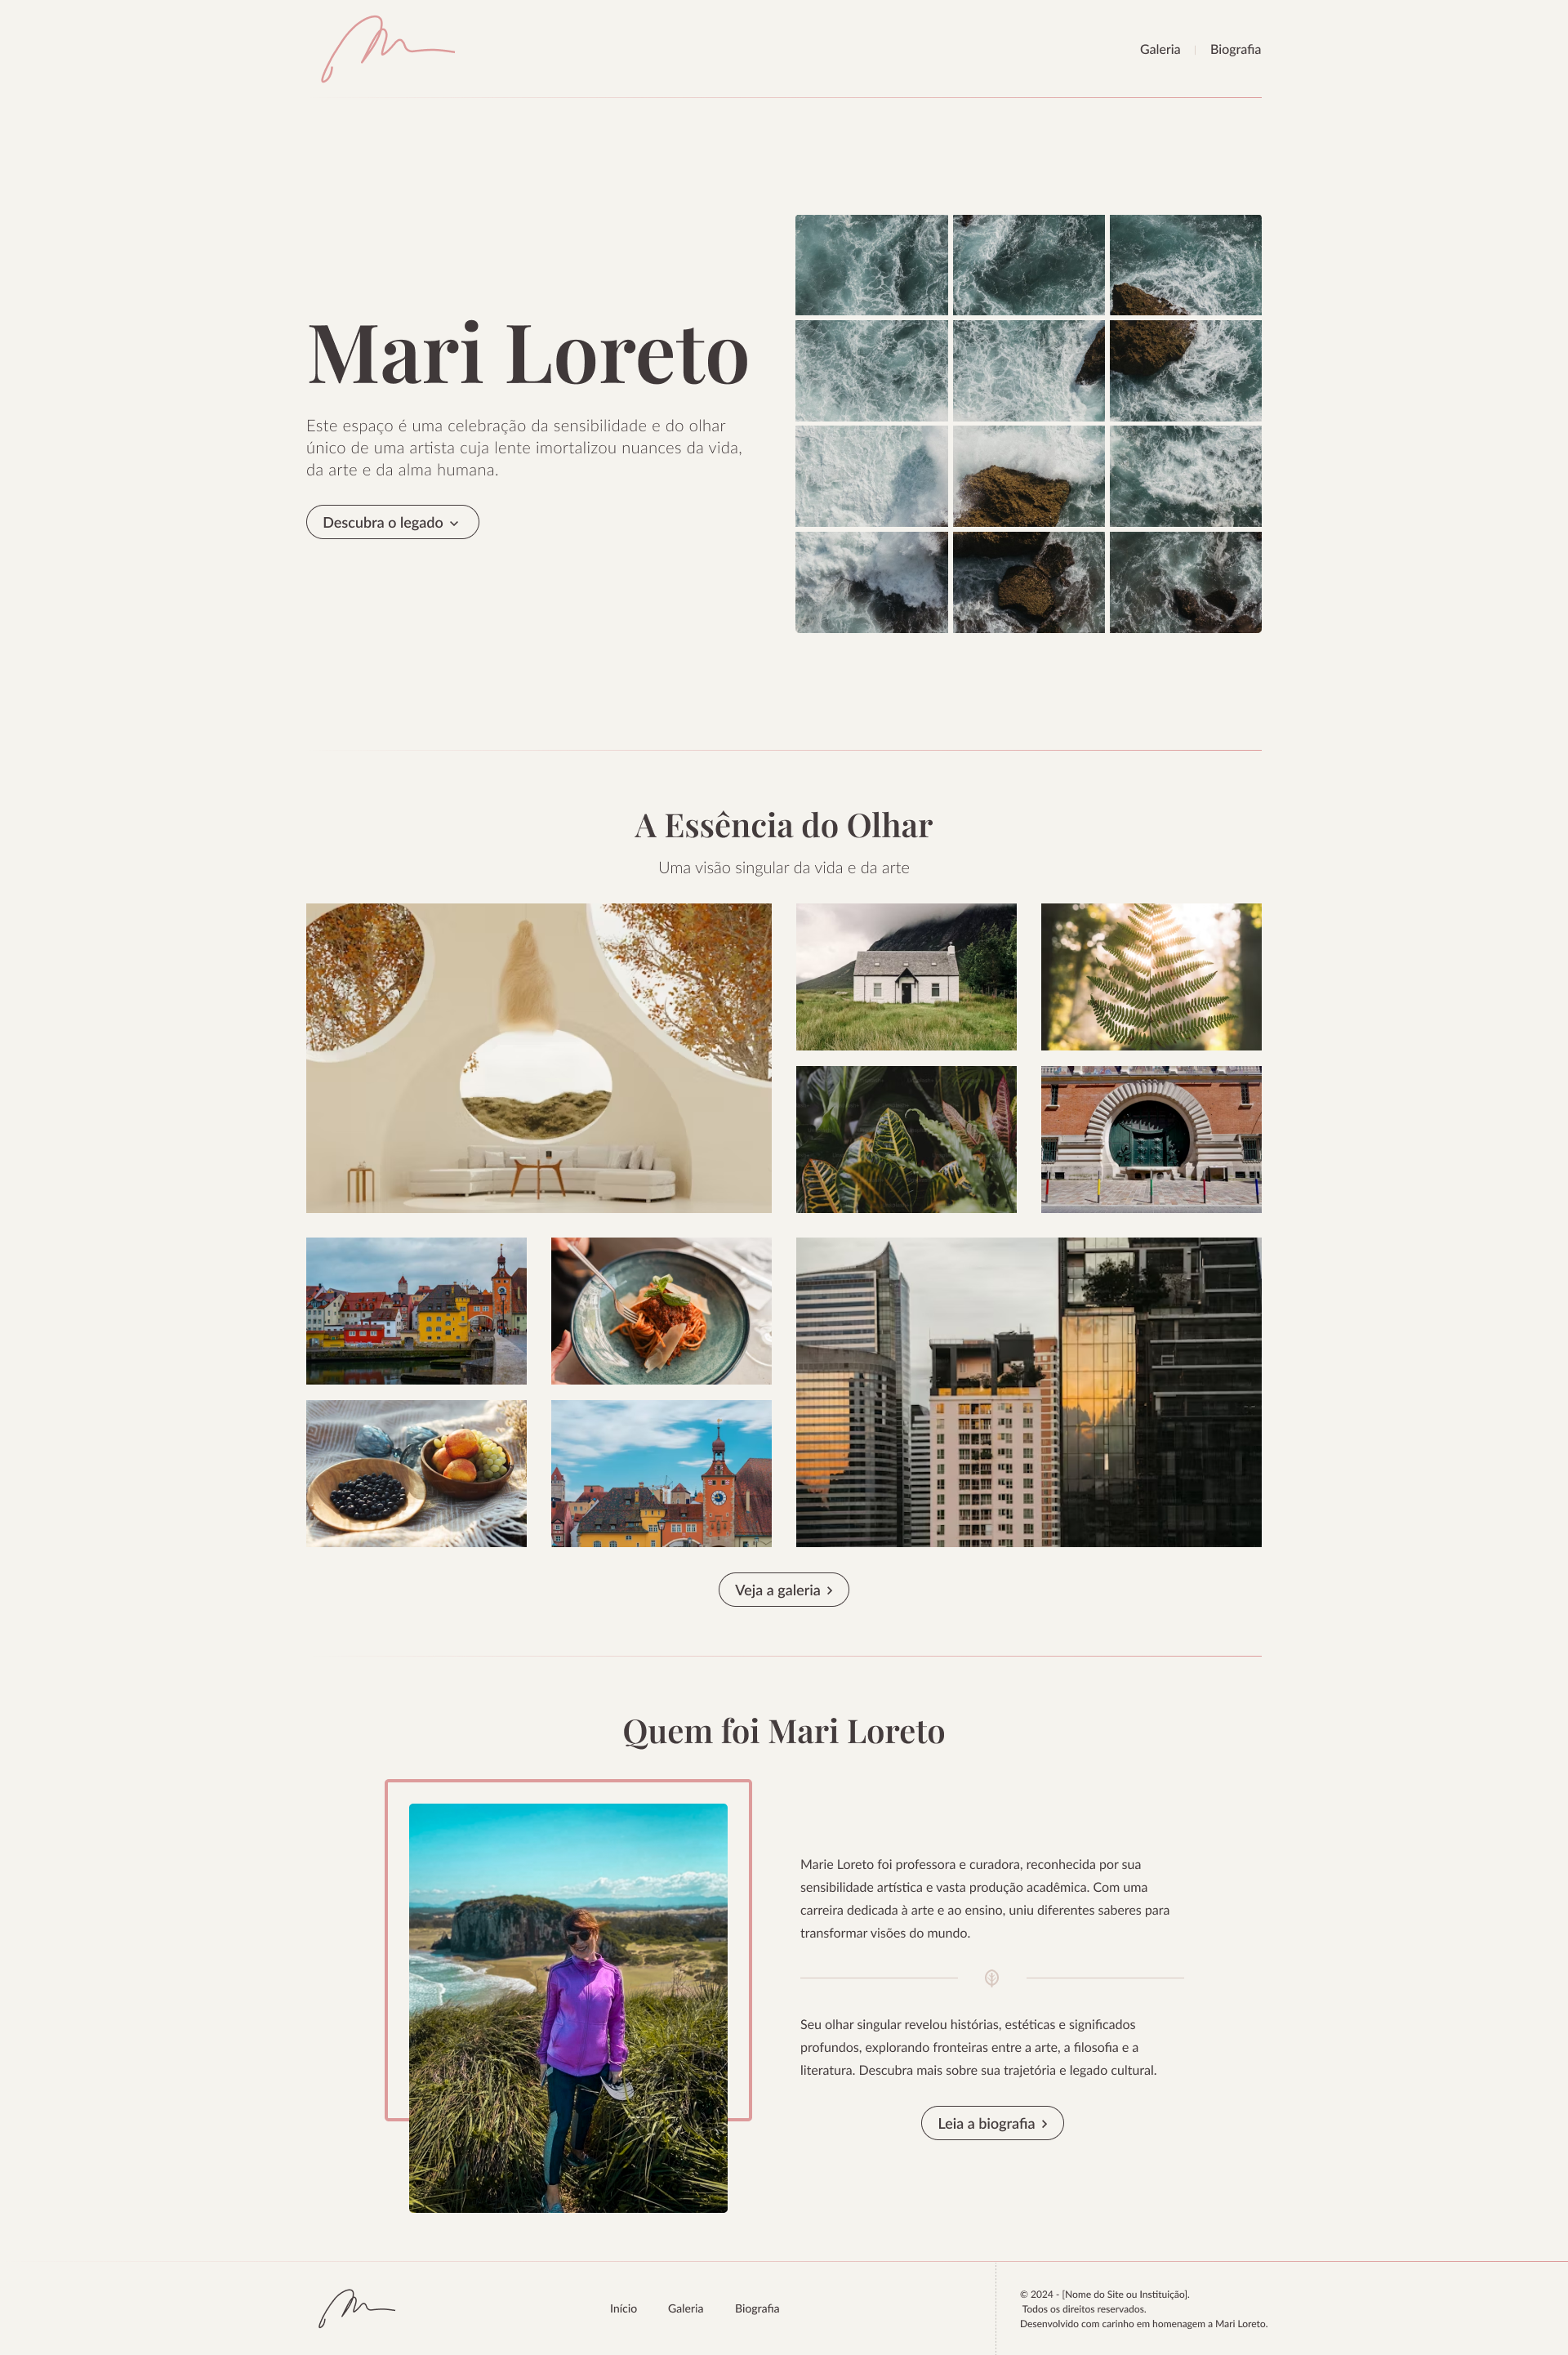 Galeria
Biografia
Mari Loreto
Este espaço é uma celebração da sensibilidade e do olhar
único de uma artista cuja lente imortalizou nuances da vida,
da arte e da alma humana.
Descubra o legado
A Essência do Olhar
Uma visão singular da vida e da arte
Veja a galeria
Quem foi Mari Loreto
Marie Loreto foi professora e curadora, reconhecida por sua
sensibilidade artística e vasta produção acadêmica. Com uma
carreira dedicada à arte e ao ensino, uniu diferentes saberes para
transformar visões do mundo.
Seu olhar singular revelou histórias, estéticas e significados
profundos, explorando fronteiras entre a arte, a filosofia e a
literatura. Descubra mais sobre sua trajetória e legado cultural.
Leia a biografia
Início
Galeria
Biografia
© 2024 - [Nome do Site ou Instituição].
Todos os direitos reservados.
Desenvolvido com carinho em homenagem a Mari Loreto.